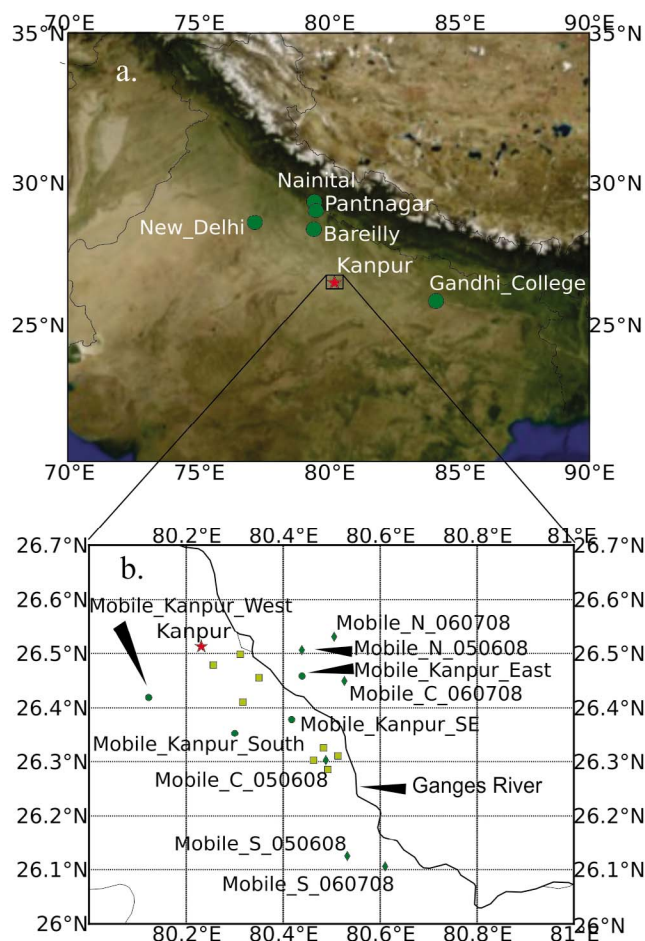 70°E 75°E 80°E 85°E 90°E
35°N 35°N
a.
30°N 30°N
Nainital
Pantnagar
New_Delhi
Bareilly
Kanpur
Gandhi_College
25°N 25°N
70°E 75°E 80°E 85°E 90°E
80.2°E 80.4°E 80.6°E 80.8°E 81°E
26.7°N 26.7°N
b.
26.6°N 26.6°N
Mobile_Kanpur_West
Mobile_N_060708
Kanpur
Mobile_N_050608
26.5°N 26.5°N
Mobile_Kanpur_East
Mobile_C_060708
26.4°N 26.4°N
Mobile_Kanpur_SE
Mobile_Kanpur_South
26.3°N 26.3°N
Mobile_C_050608
Ganges River
26.2°N 26.2°N
Mobile_S_050608
26.1°N 26.1°N
Mobile_S_060708
26°N 26°N
80.2°E 80.4°E 80.6°E 80.8°E 81°E